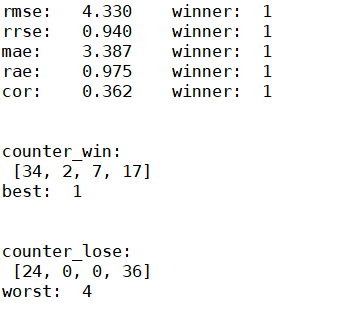 rmse: 4.330 winner: 1
rrse: 0.940 winner: 1
mae: 3.387 winner: 1
rae: 0.975 winner: 1
cor: 0.362 winner: 1
counter_win:
[34, 2, 7, 17]
best: 1
counter_lose:
[24, 0, 0, 36]
worst: 4